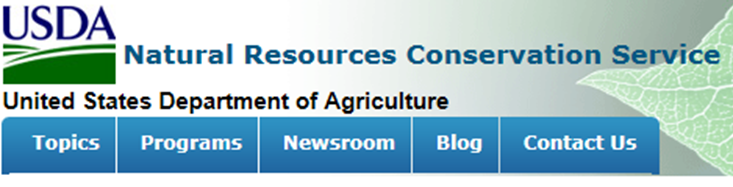 USDA
Natural Resources Conservation Service
United States Department of Agriculture
Topics Programs Newsroom Blog Contact Us